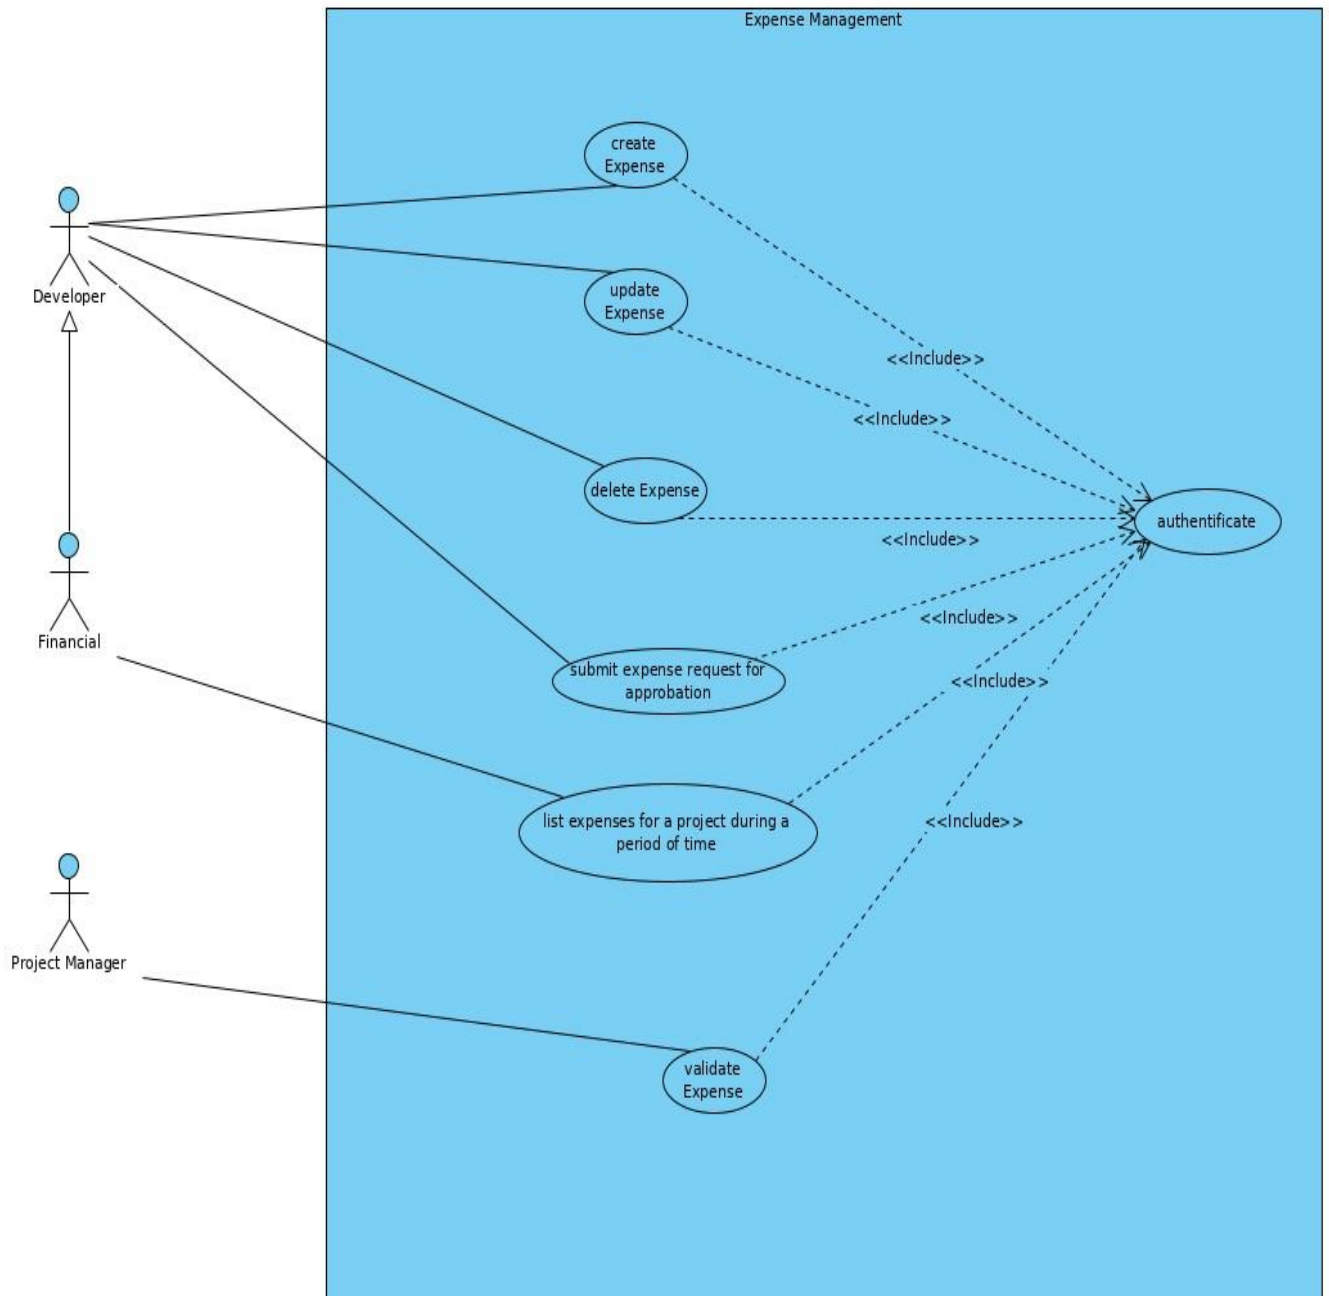 Expense Management
create
Expense
Developer
update
Expense
<<Include>>
<<Include>>
delete Expense
authentificate
<<Include>>
Financial
<<Include>>
submit expense request for
approbation
<<Include>>
list expenses for a project during a
period of time
<<Include>>
Project Manager
validate
Expense